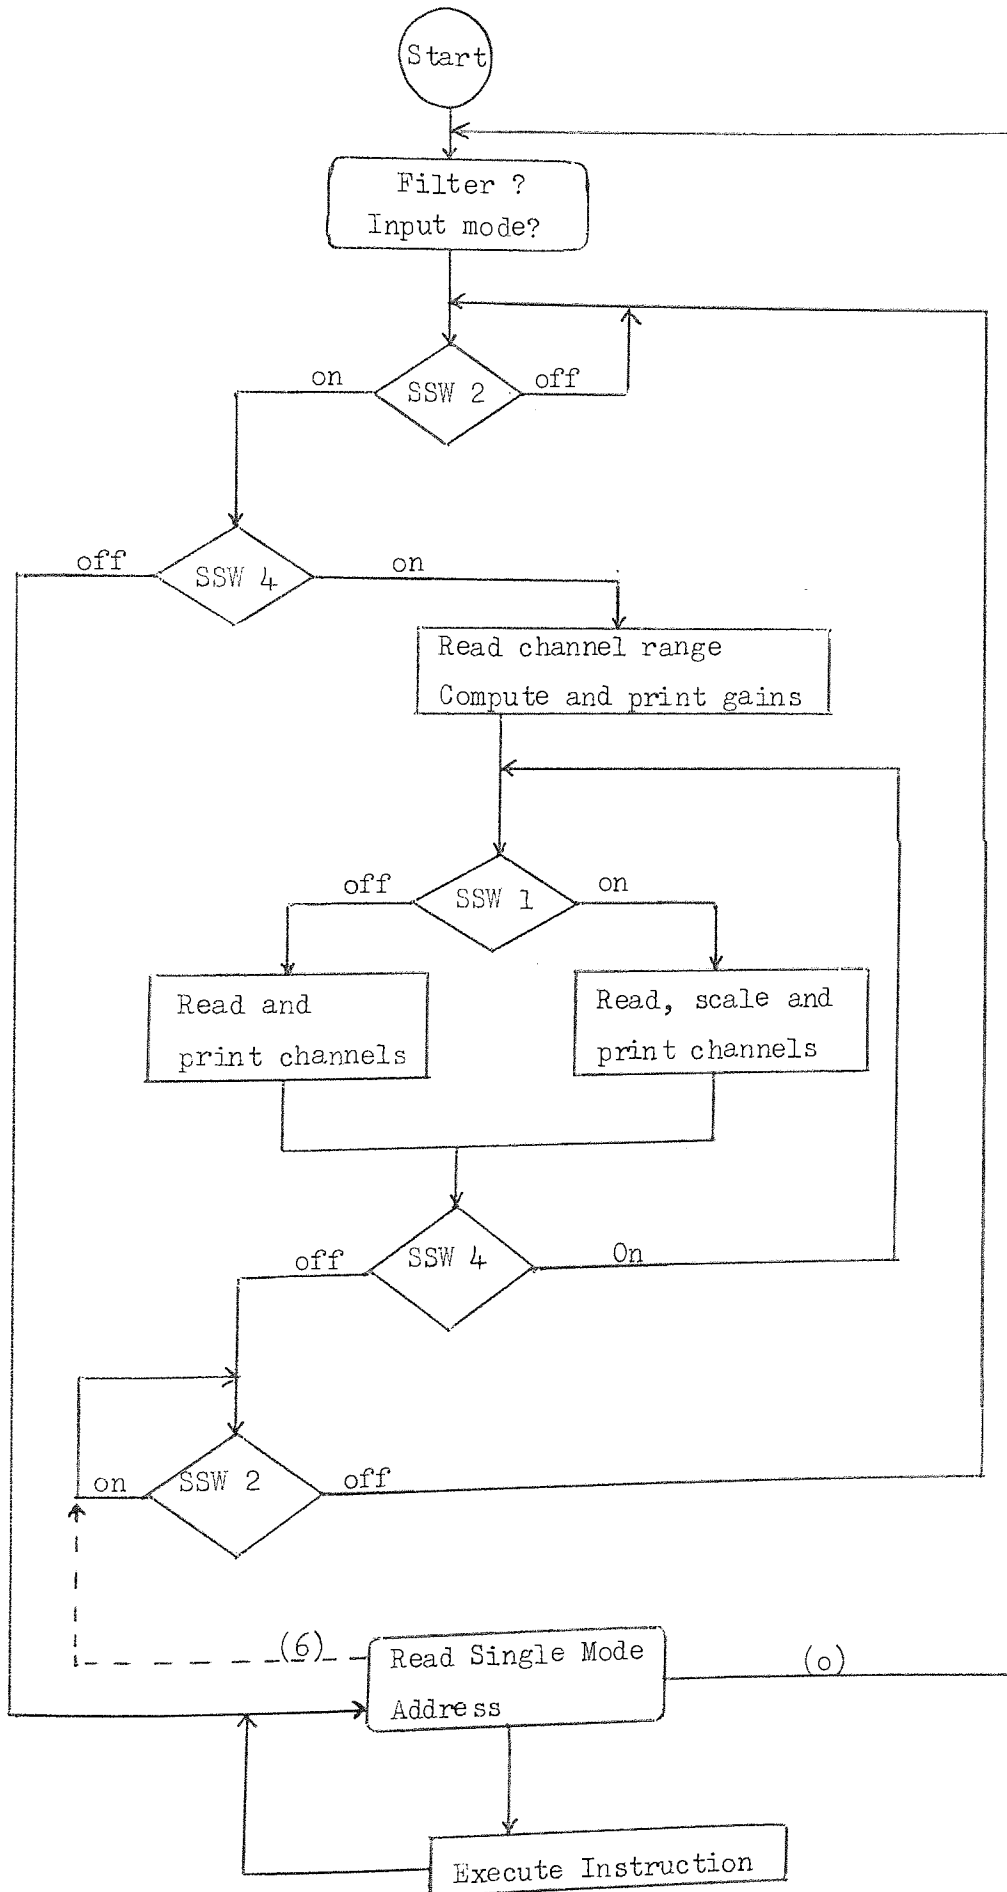 Start
Filter ?
Input mode?
on
SSW 2
off
off
SSW 4
on
Read channel range
Compute and print gains
off
SSW 1
on
Read and
print channels
Read, scale and
print channels
off
SSW 4
On
on
SSW 2
off
(6)
Read Single Mode
Address
(o)
Execute Instruction